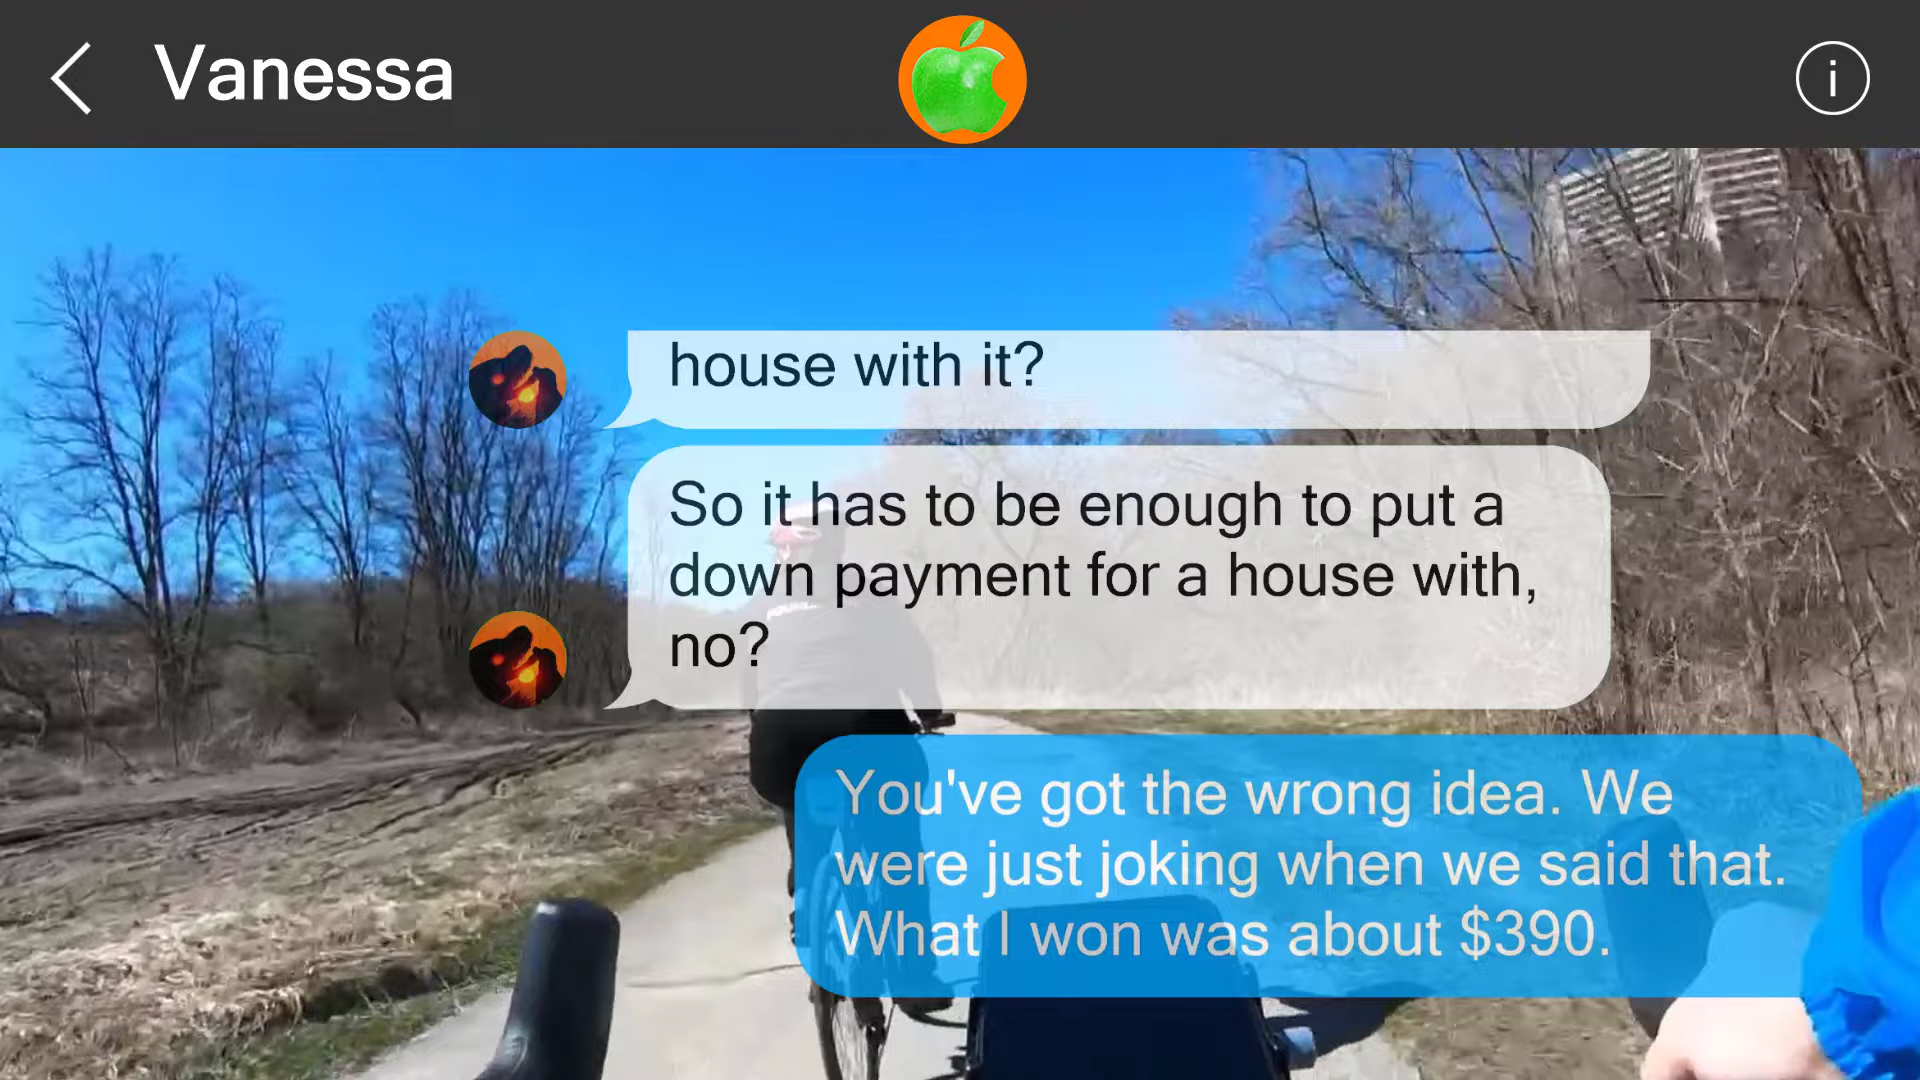 Vanessa
house with it?
So it has to be enough to put a
down payment for a house with,
no?
You've got the wrong idea. We
were just joking when we said that.
What I won was about $390.